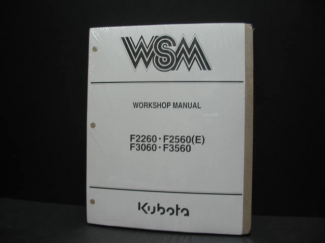 WSM
WORKSHOP MANUAL
F2260·F2560(E)
F3060·F3560
Kubota